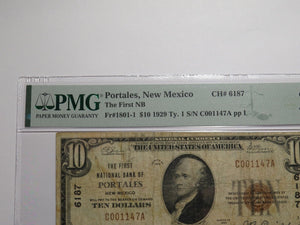 PMG
PAPER MONEY GUARANTY
Portales, New Mexico
CH# 6187
The First NB
Fr#1801-1 $10 1929 Ty. 1 S/N C001147A pp L
10
THE FIRST
NATIONAL BANK OF
PORTALES
NEW MEXICO
TEN DOLLARS
C001147A
C001147A
6187
6187